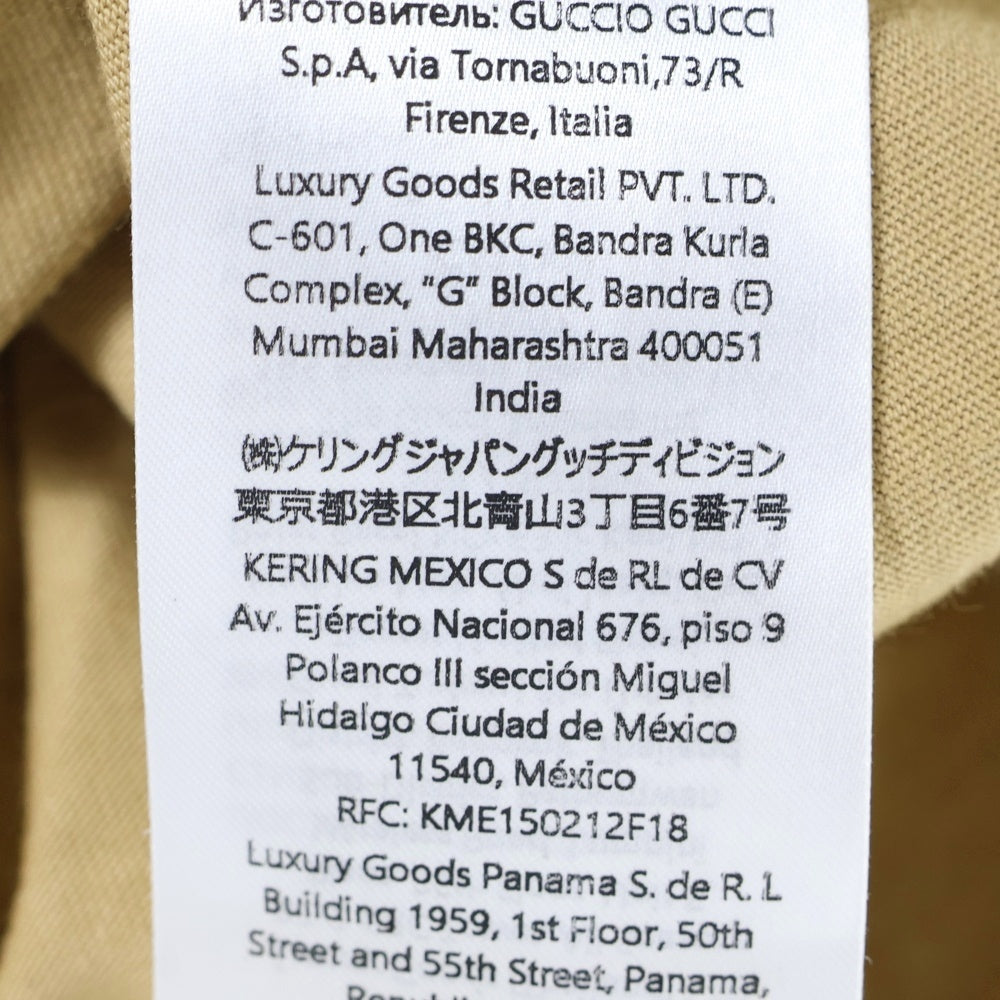 Изготовитель: GUCCIO GUCCI
S.p.A, via Tornabuoni,73/R
Firenze, Italia
Luxury Goods Retail PVT. LTD.
C-601, One BKC, Bandra Kurla
Complex, "G" Block, Bandra (E)
Mumbai Maharashtra 400051
India
㈱ケリングジャパングッチディビジョン
東京都港区北青山3丁目6番7号
KERING MEXICO S de RL de CV
Av. Ejército Nacional 676, piso 9
Polanco III sección Miguel
Hidalgo Ciudad de México
11540, México
RFC: KME150212F18
Luxury Goods Panama S. de R. L
Building 1959, 1st Floor, 50th
Street and 55th Street, Panama,